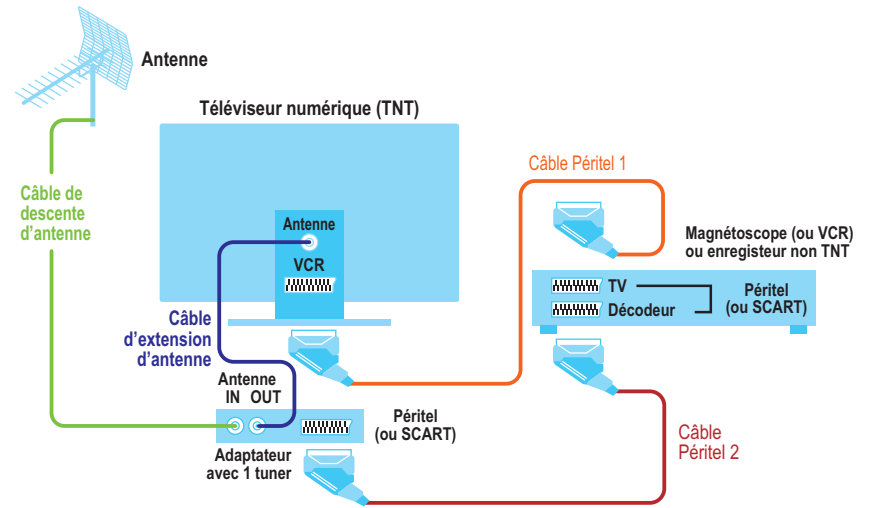 Antenne
Téléviseur numérique (TNT)
Câble Péritel 1
Câble de
descente
d'antenne
Antenne
VCR
Magnétoscope (ou VCR)
ou enregisteur non TNT
TV
Décodeur
Péritel
(ou SCART)
Câble
d'extension
d'antenne
Antenne
IN OUT
Péritel
(ou SCART)
Adaptateur
avec 1 tuner
Câble
Péritel 2